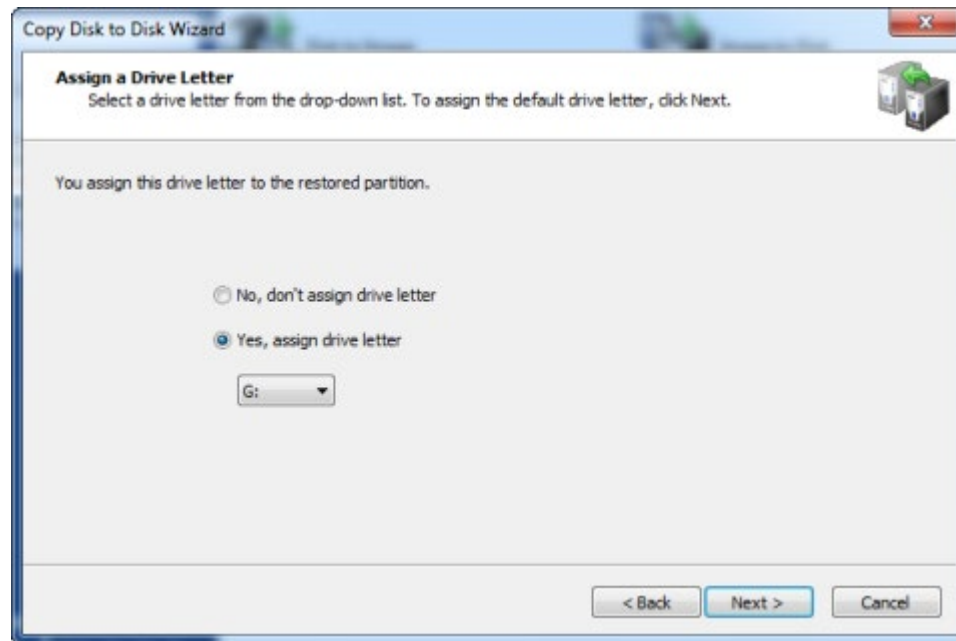 Copy Disk to Disk Wizard
Assign a Drive Letter
Select a drive letter from the drop-down list. To assign the default drive letter, click Next.
You assign this drive letter to the restored partition.
No, don't assign drive letter
Yes, assign drive letter
G:
< Back Next > Cancel